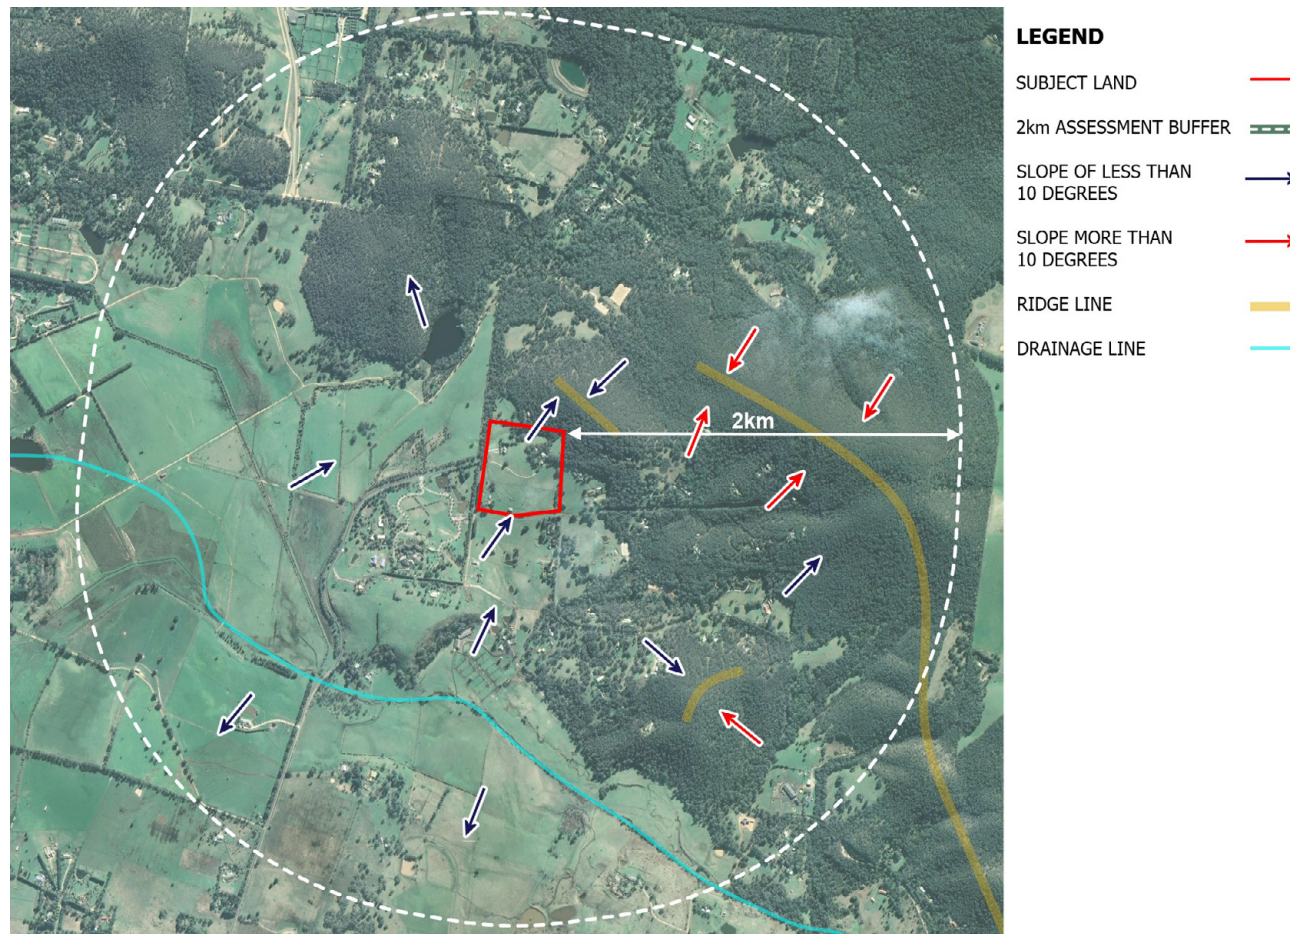 LEGEND
SUBJECT LAND
2km ASSESSMENT BUFFER
SLOPE OF LESS THAN
10 DEGREES
SLOPE MORE THAN
10 DEGREES
RIDGE LINE
DRAINAGE LINE
2km